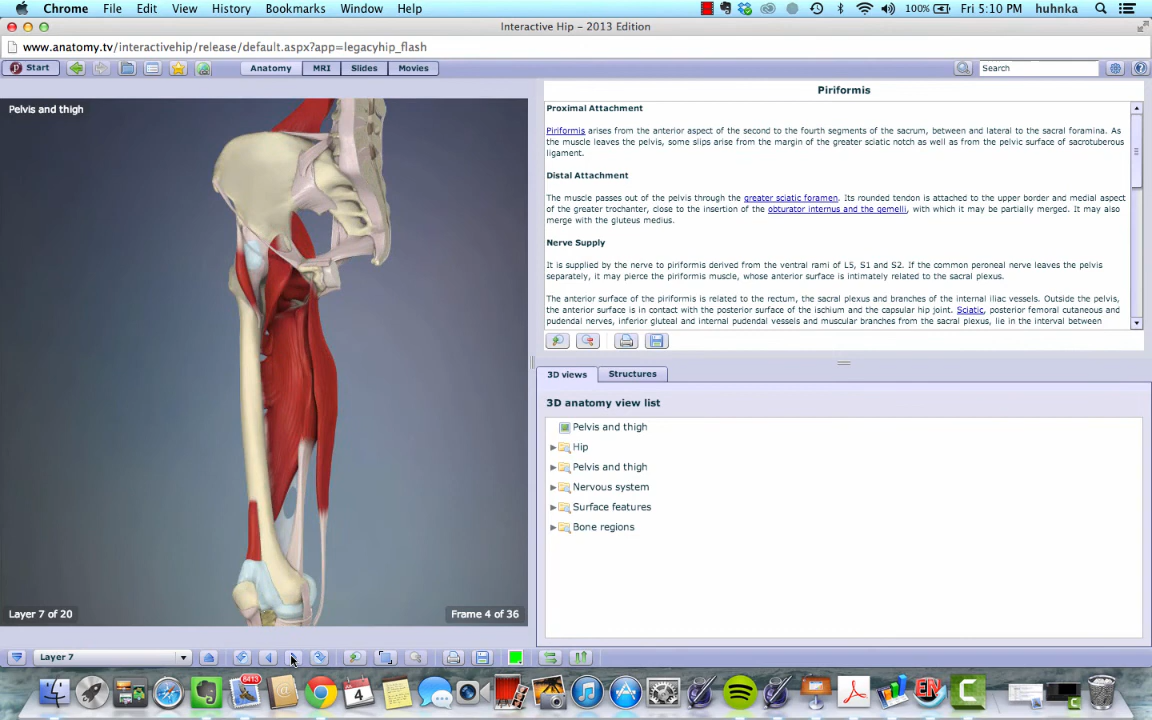 Chrome File Edit View History Bookmarks Window Help 100% Fri 5:10 PM huhnka
Interactive Hip – 2013 Edition
www.anatomy.tv/interactivehip/release/default.aspx?app=legacyhip_flash
Start Anatomy MRI Slides Movies Search
Pelvis and thigh
Piriformis
Proximal Attachment
Piriformis arises from the anterior aspect of the second to the fourth segments of the sacrum, between and lateral to the sacral foramina. As
the muscle leaves the pelvis, some slips arise from the margin of the greater sciatic notch as well as from the pelvic surface of sacrotuberous
ligament.
Distal Attachment
The muscle passes out of the pelvis through the greater sciatic foramen. Its rounded tendon is attached to the upper border and medial aspect
of the greater trochanter, close to the insertion of the obturator internus and the gemelli, with which it may be partially merged. It may also
merge with the gluteus medius.
Nerve Supply
It is supplied by the nerve to piriformis derived from the ventral rami of L5, S1 and S2. If the common peroneal nerve leaves the pelvis
separately, it may pierce the piriformis muscle, whose anterior surface is intimately related to the sacral plexus.
The anterior surface of the piriformis is related to the rectum, the sacral plexus and branches of the internal iliac vessels. Outside the pelvis,
the anterior surface is in contact with the posterior surface of the ischium and the capsular hip joint. Sciatic, posterior femoral cutaneous and
pudendal nerves, inferior gluteal and internal pudendal vessels and muscular branches from the sacral plexus, lie in the interval between
3D views Structures
3D anatomy view list
Pelvis and thigh
Hip
Pelvis and thigh
Nervous system
Surface features
Bone regions
Layer 7 of 20
Frame 4 of 36
Layer 7
6413
4
EN